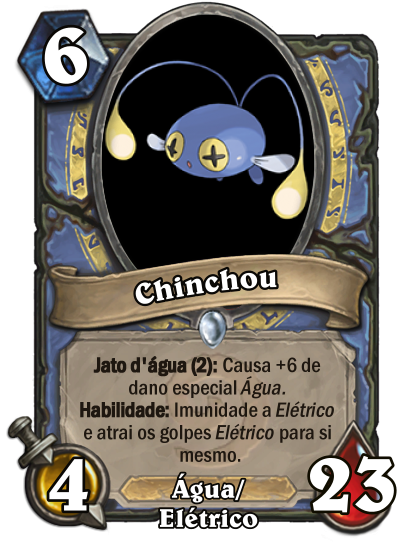 6
Chinchou
Jato d'água (2): Causa +6 de
dano especial Água.
Habilidade: Imunidade a Elétrico
e atrai os golpes Elétrico para si
mesmo.
4
Água/
Elétrico
23